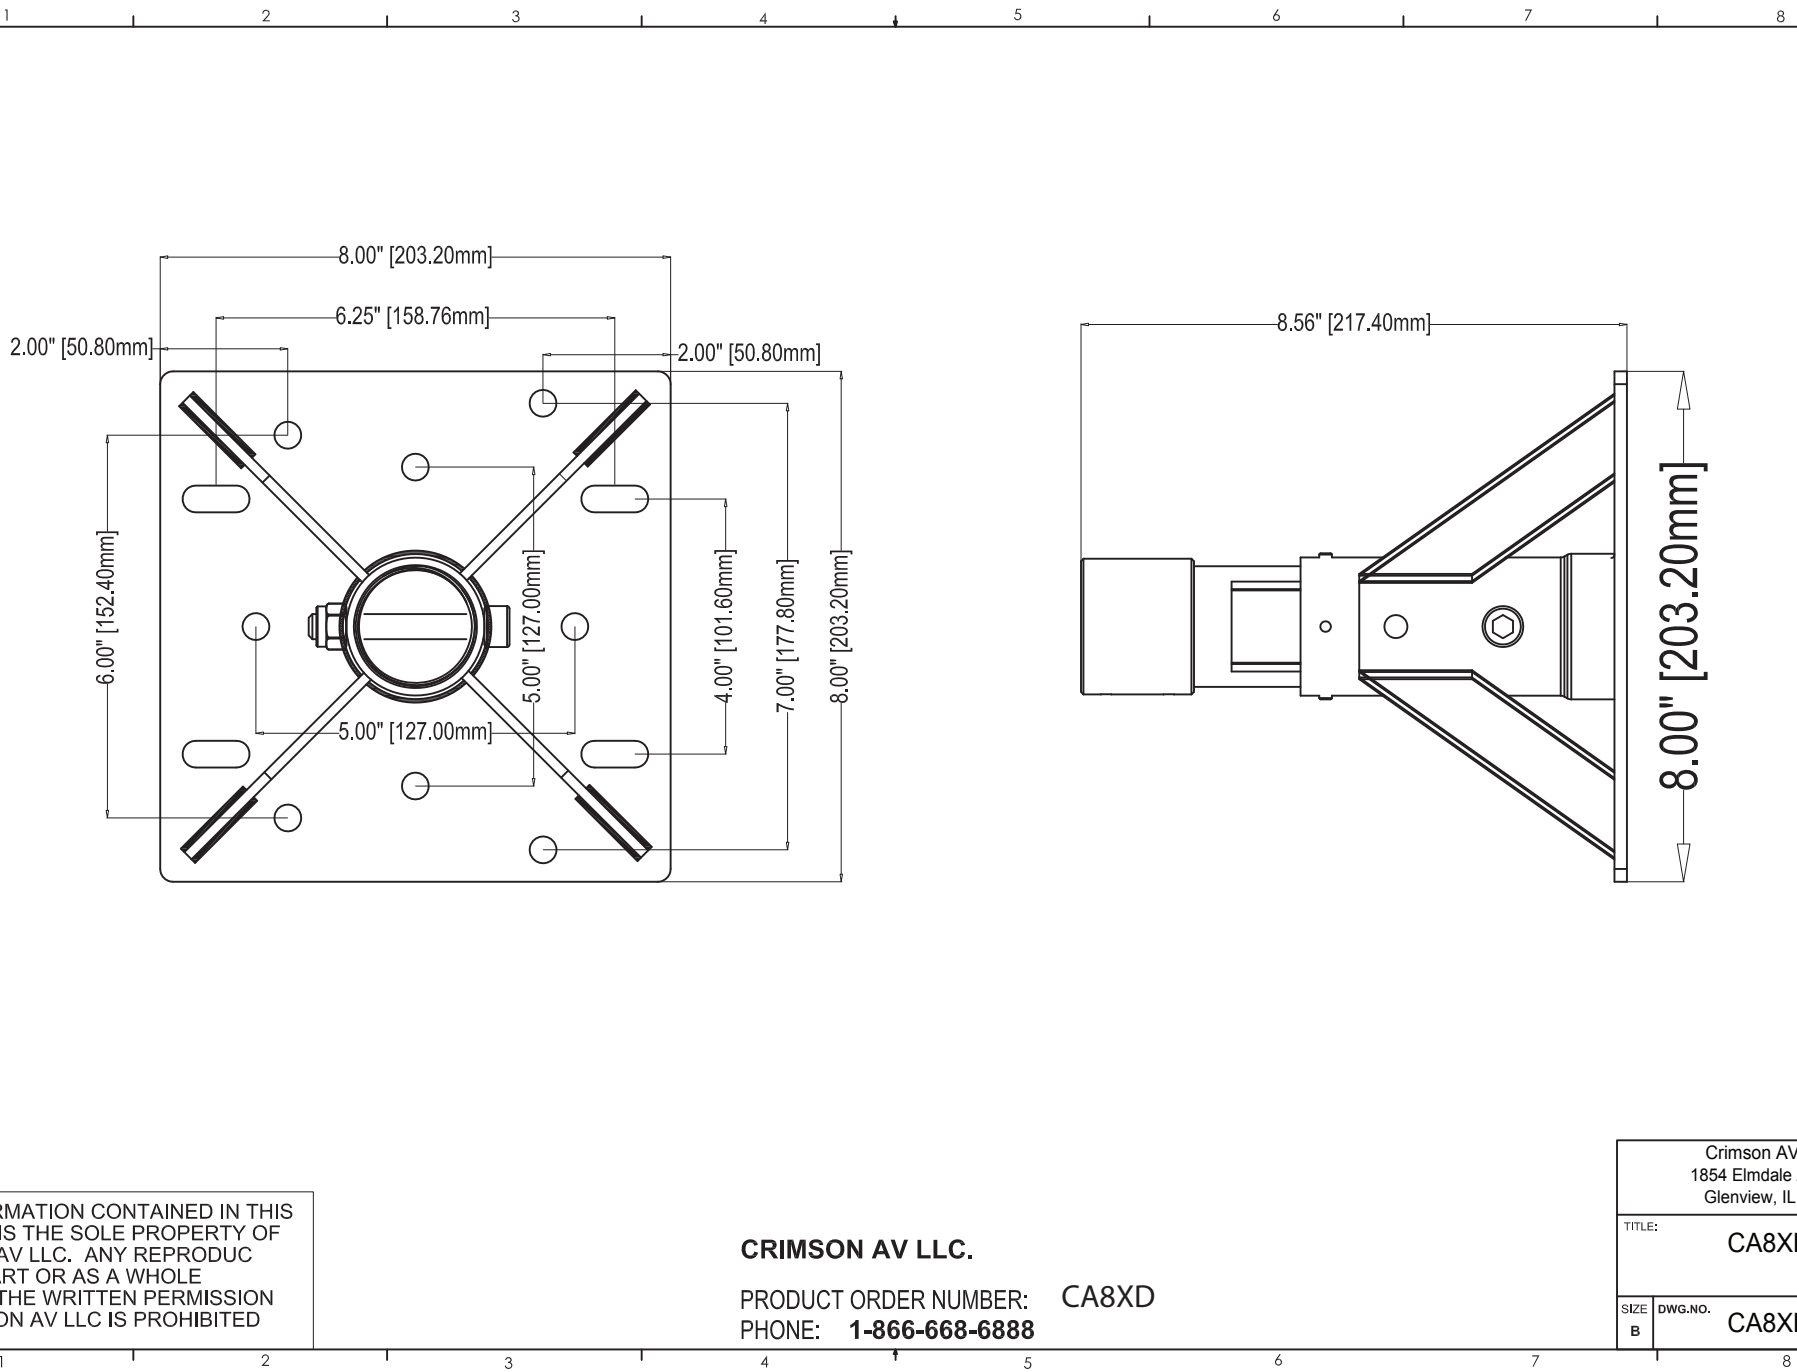 1 2 3 4 5 6 7 8
8.00" [203.20mm]
6.25" [158.76mm]
2.00" [50.80mm]
2.00" [50.80mm]
6.00" [152.40mm]
5.00" [127.00mm]
5.00" [127.00mm]
4.00" [101.60mm]
7.00" [177.80mm]
8.00" [203.20mm]
8.56" [217.40mm]
8.00" [203.20mm]
RMATION CONTAINED IN THIS
IS THE SOLE PROPERTY OF
AV LLC. ANY REPRODUC
ART OR AS A WHOLE
THE WRITTEN PERMISSION
ON AV LLC IS PROHIBITED
CRIMSON AV LLC.
PRODUCT ORDER NUMBER: CA8XD
PHONE: 1-866-668-6888
Crimson AV
1854 Elmdale
Glenview, IL
TITLE:
CA8X
SIZE
B
DWG.NO.
CA8X
1 2 3 4 5 6 7 8